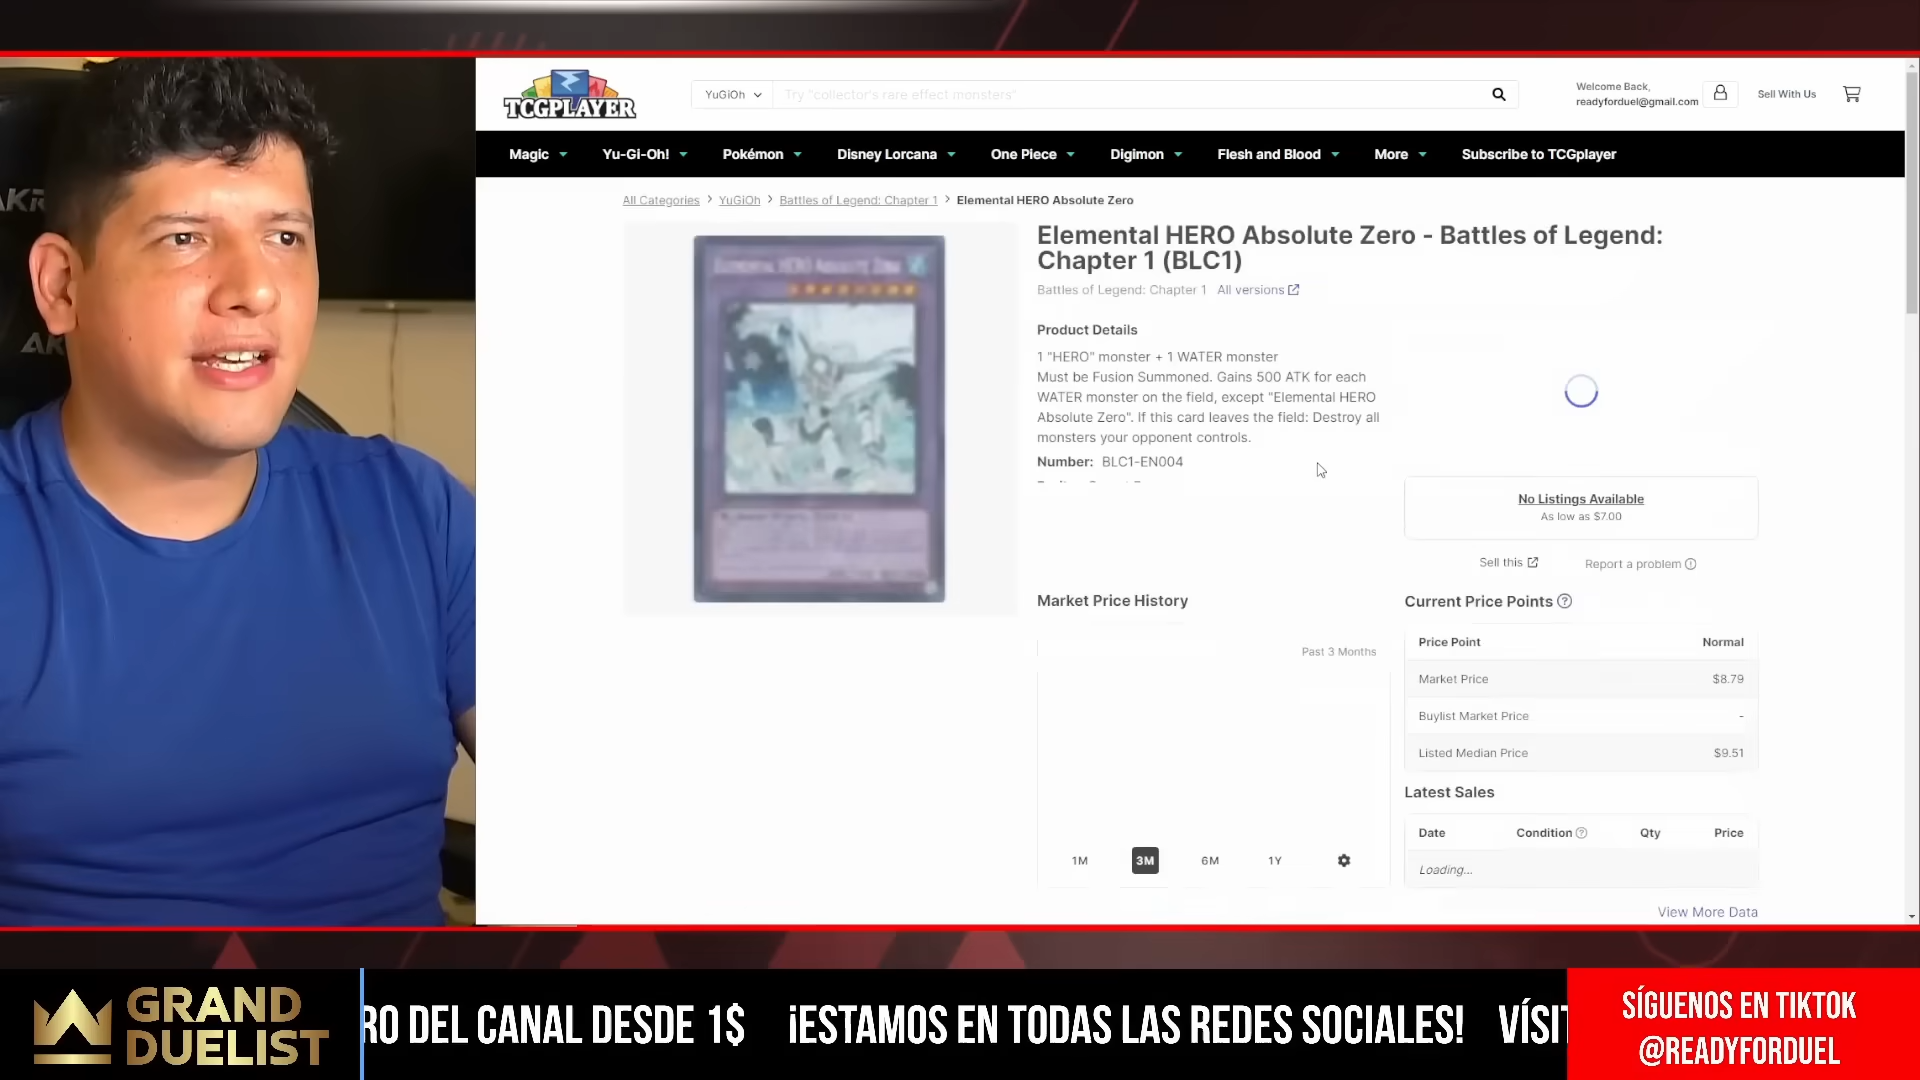 TCGPLAYER
YuGiOh
Try "collector's rare effect monsters"
Welcome Back,
readyforduel@gmail.com
Sell With Us
Magic
Yu-Gi-Oh!
Pokémon
Disney Lorcana
One Piece
Digimon
Flesh and Blood
More
Subscribe to TCGplayer
All Categories > YuGiOh > Battles of Legend: Chapter 1 > Elemental HERO Absolute Zero
Elemental HERO Absolute Zero - Battles of Legend:
Chapter 1 (BLC1)
Battles of Legend: Chapter 1 All versions
ELEMENTAL HERO ABSOLUTE ZERO
Product Details
1 "HERO" monster + 1 WATER monster
Must be Fusion Summoned. Gains 500 ATK for each
WATER monster on the field, except "Elemental HERO
Absolute Zero". If this card leaves the field: Destroy all
monsters your opponent controls.
Number: BLC1-EN004
No Listings Available
As low as $7.00
Sell this
Report a problem
Market Price History
Past 3 Months
1M
3M
6M
1Y
Current Price Points
Price Point Normal
Market Price $8.79
Buylist Market Price -
Listed Median Price $9.51
Latest Sales
Date Condition Qty Price
Loading...
View More Data
GRAND
DUELIST
RO DEL CANAL DESDE 1$ ¡ESTAMOS EN TODAS LAS REDES SOCIALES! VÍSIT
SÍGUENOS EN TIKTOK
@READYFORDUEL